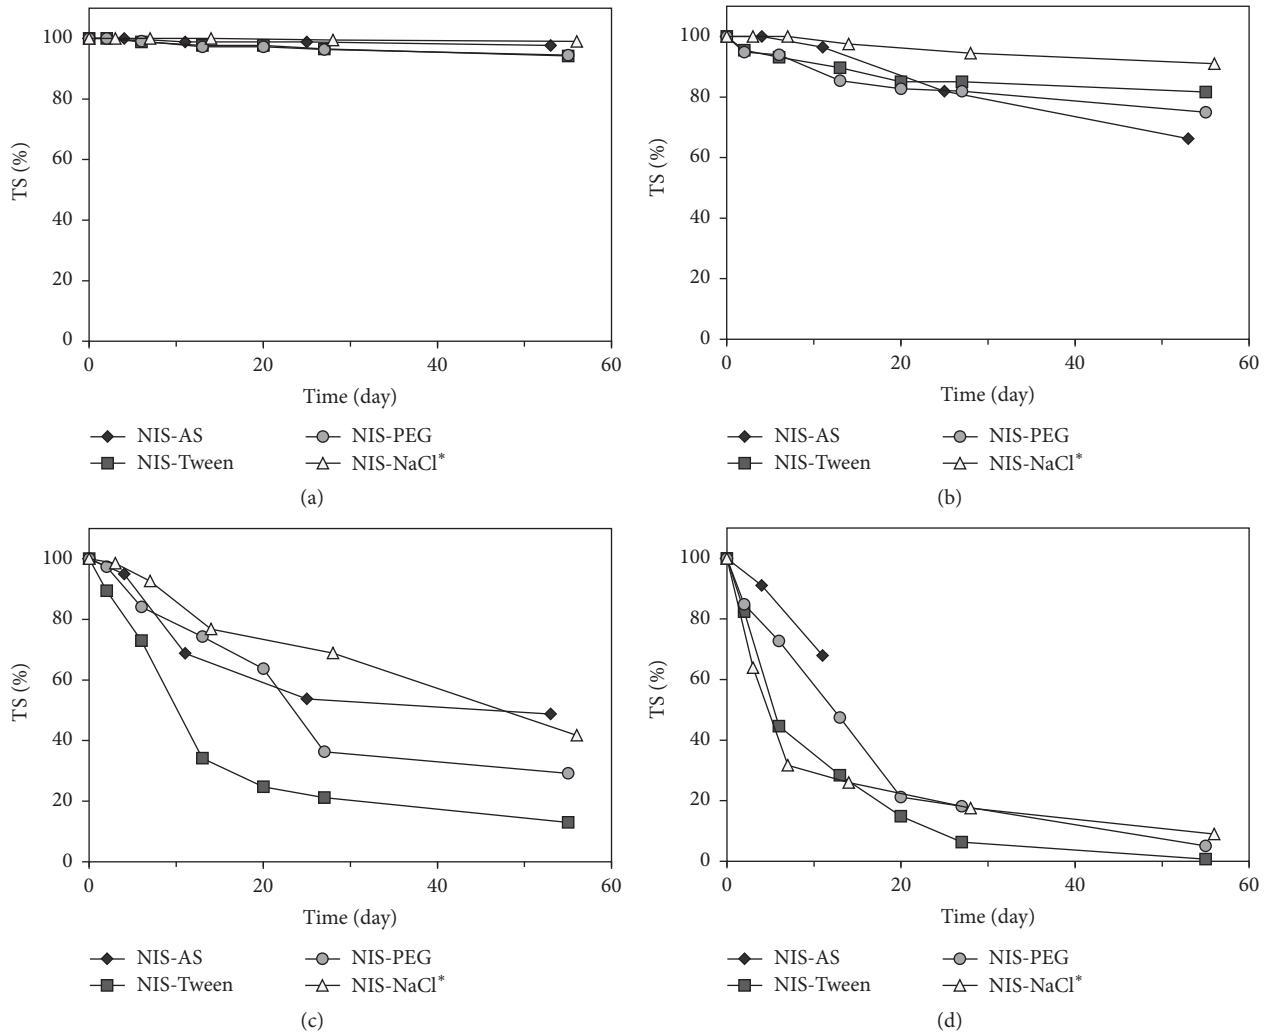 100
80
60
40
20
0
TS (%)
0 20 40 60
Time (day)
NIS-AS NIS-PEG
NIS-Tween NIS-NaCl*
(a)
100
80
60
40
20
0
TS (%)
0 20 40 60
Time (day)
NIS-AS NIS-PEG
NIS-Tween NIS-NaCl*
(b)
100
80
60
40
20
0
TS (%)
0 20 40 60
Time (day)
NIS-AS NIS-PEG
NIS-Tween NIS-NaCl*
(c)
100
80
60
40
20
0
TS (%)
0 20 40 60
Time (day)
NIS-AS NIS-PEG
NIS-Tween NIS-NaCl*
(d)